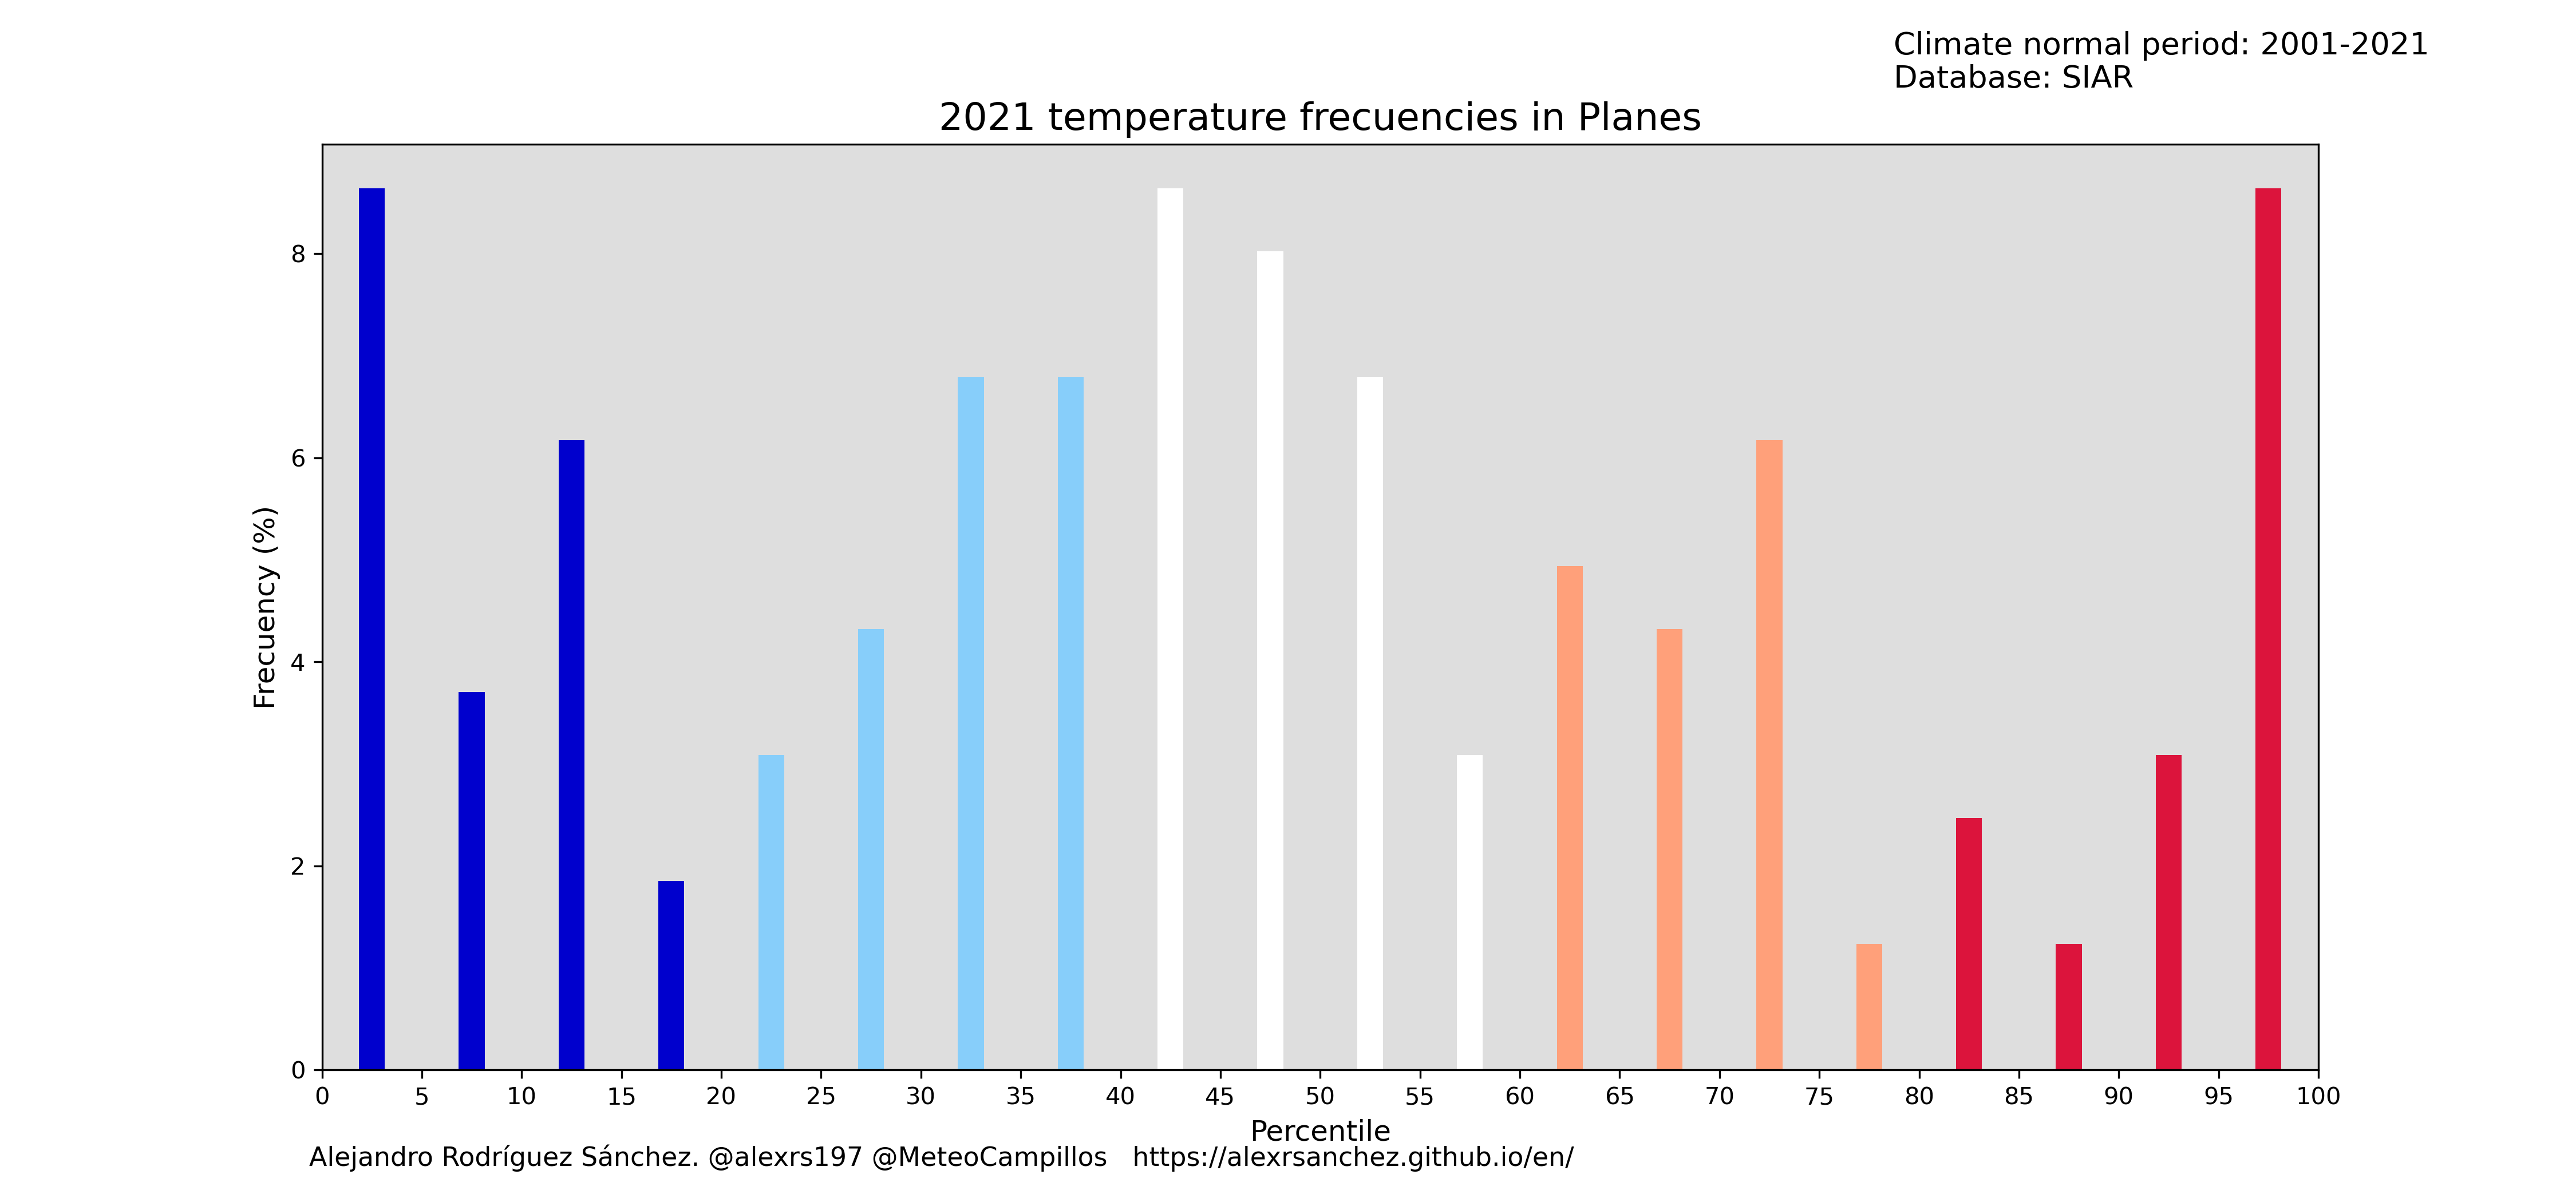 Climate normal period: 2001-2021
Database: SIAR
2021 temperature frecuencies in Planes
Frecuency (%)
8
6
4
2
0
0 5 10 15 20 25 30 35 40 45 50 55 60 65 70 75 80 85 90 95 100
Percentile
Alejandro Rodríguez Sánchez. @alexrs197 @MeteoCampillos https://alexrsanchez.github.io/en/